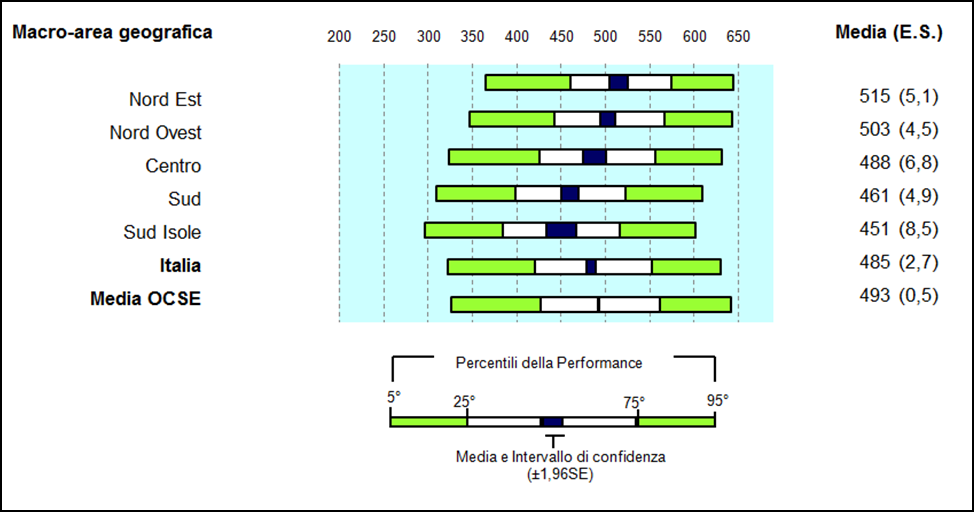 Macro-area geografica 200 250 300 350 400 450 500 550 600 650 Media (E.S.)
Nord Est 515 (5,1)
Nord Ovest 503 (4,5)
Centro 488 (6,8)
Sud 461 (4,9)
Sud Isole 451 (8,5)
Italia 485 (2,7)
Media OCSE 493 (0,5)
Percentili della Performance
5° 25° 75° 95°
Media e Intervallo di confidenza
(±1,96SE)